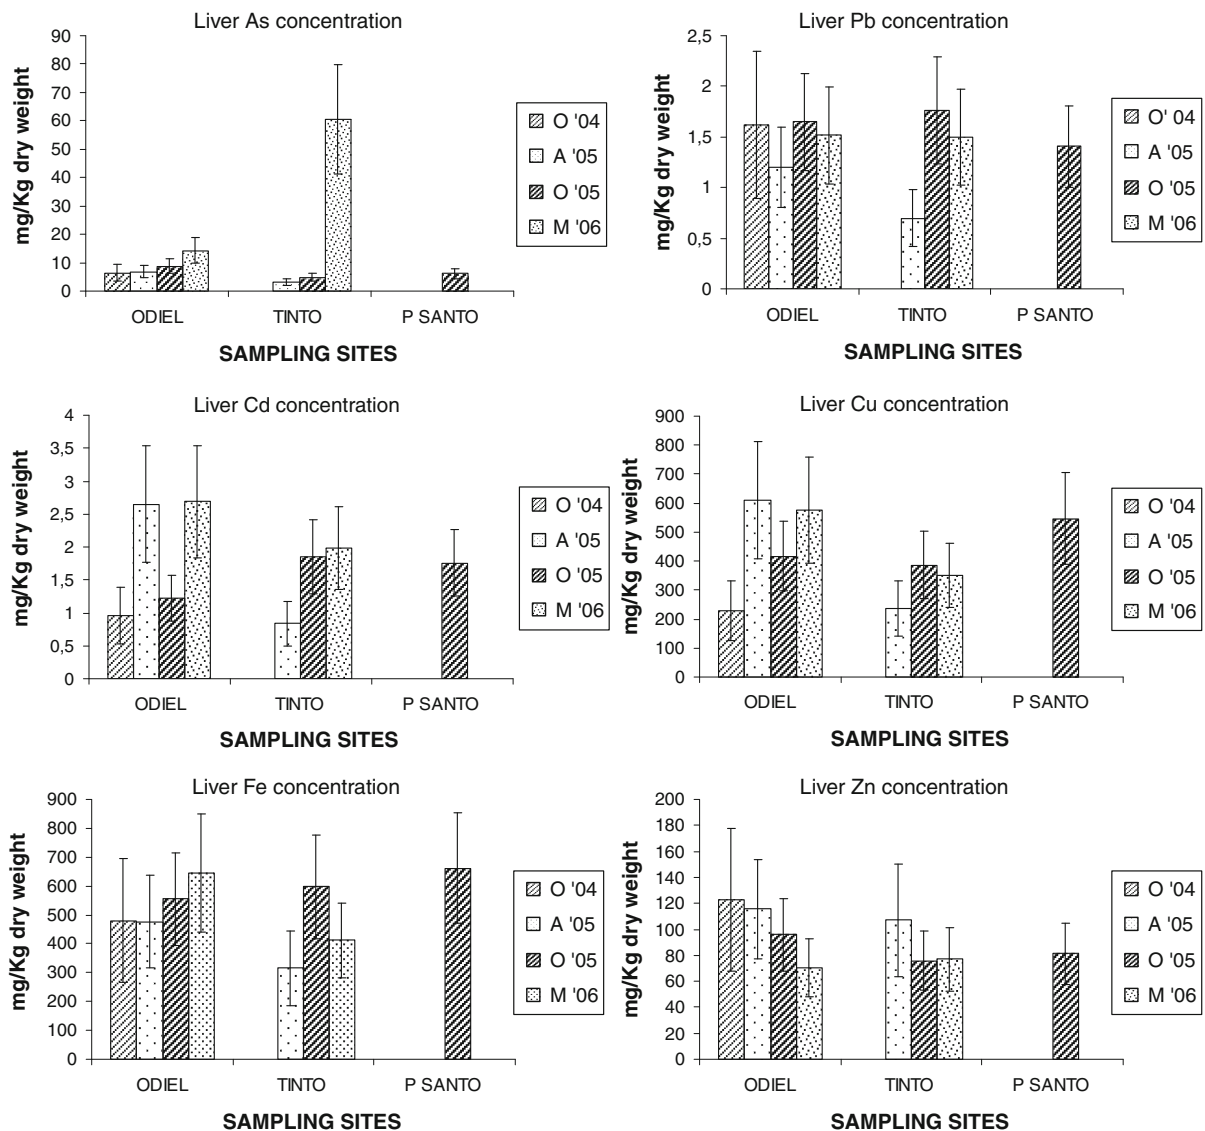 Liver As concentration
mg/Kg dry weight
90
80
70
60
50
40
30
20
10
0
ODIEL TINTO P SANTO
SAMPLING SITES
O '04
A '05
O '05
M '06
Liver Pb concentration
mg/Kg dry weight
2,5
2
1,5
1
0,5
0
ODIEL TINTO P SANTO
SAMPLING SITES
O' 04
A '05
O '05
M '06
Liver Cd concentration
mg/Kg dry weight
4
3,5
3
2,5
2
1,5
1
0,5
0
ODIEL TINTO P SANTO
SAMPLING SITES
O '04
A '05
O '05
M '06
Liver Cu concentration
mg/Kg dry weight
900
800
700
600
500
400
300
200
100
0
ODIEL TINTO P SANTO
SAMPLING SITES
O '04
A '05
O '05
M '06
Liver Fe concentration
mg/Kg dry weight
900
800
700
600
500
400
300
200
100
0
ODIEL TINTO P SANTO
SAMPLING SITES
O '04
A '05
O '05
M '06
Liver Zn concentration
mg/Kg dry weight
200
180
160
140
120
100
80
60
40
20
0
ODIEL TINTO P SANTO
SAMPLING SITES
O '04
A '05
O '05
M '06